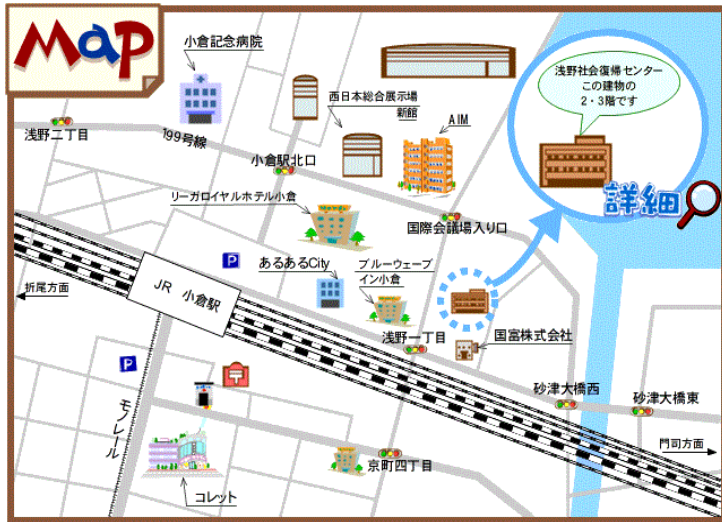 Map
小倉記念病院
西日本総合展示場
新館
AIM
浅野社会復帰センター
この建物の
2・3階です
詳細
浅野二丁目
199号線
小倉駅北口
リーガロイヤルホテル小倉
国際会議場入り口
P
あるあるCity
ブルーウェーブ
イン小倉
JR 小倉駅
折尾方面
浅野一丁目
国富株式会社
P
砂津大橋西
砂津大橋東
モノレール
門司方面
京町四丁目
コレット